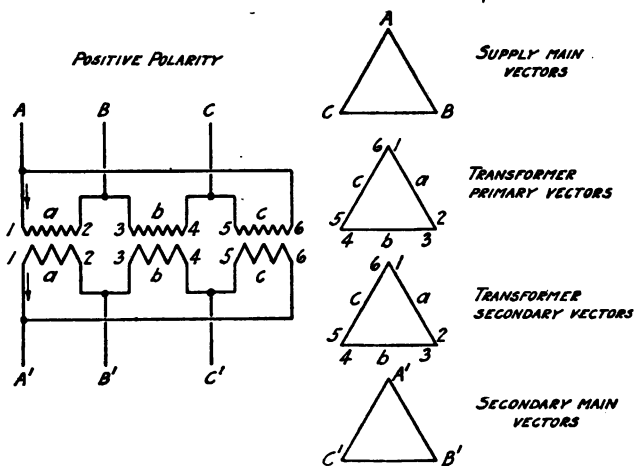 POSITIVE POLARITY
A B C
1 a 2 3 b 4 5 c 6
1 a 2 3 b 4 5 c 6
A' B' C'
A
C B
SUPPLY MAIN
VECTORS
6 1
c a
5 2
4 b 3
TRANSFORMER
PRIMARY VECTORS
6 1
c a
5 2
4 b 3
TRANSFORMER
SECONDARY VECTORS
A'
C' B'
SECONDARY MAIN
VECTORS